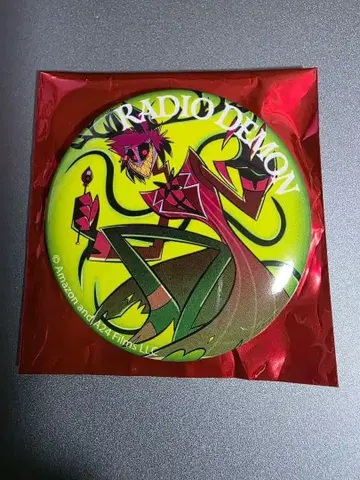 RADIO DEMON
© Amazon and A24 Films LLC